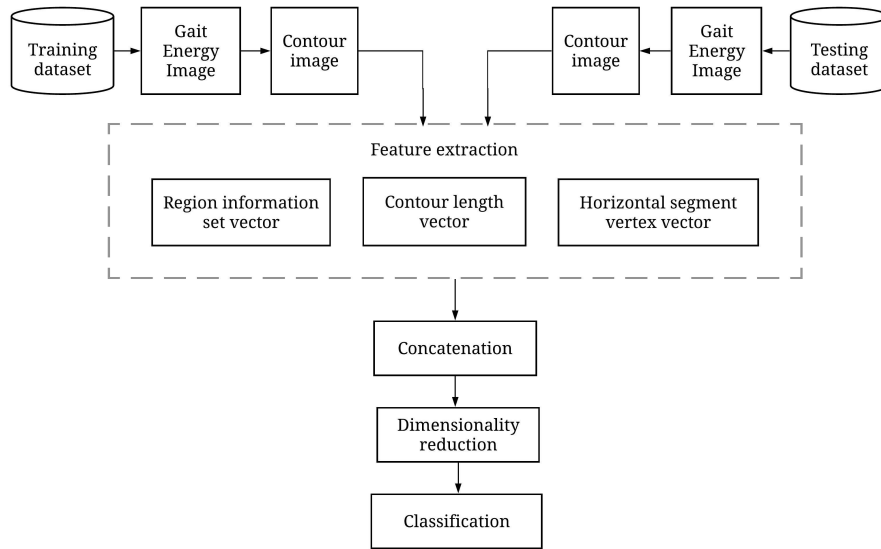 Training
dataset
Gait
Energy
Image
Contour
image
Contour
image
Gait
Energy
Image
Testing
dataset
Feature extraction
Region information
set vector
Contour length
vector
Horizontal segment
vertex vector
Concatenation
Dimensionality
reduction
Classification